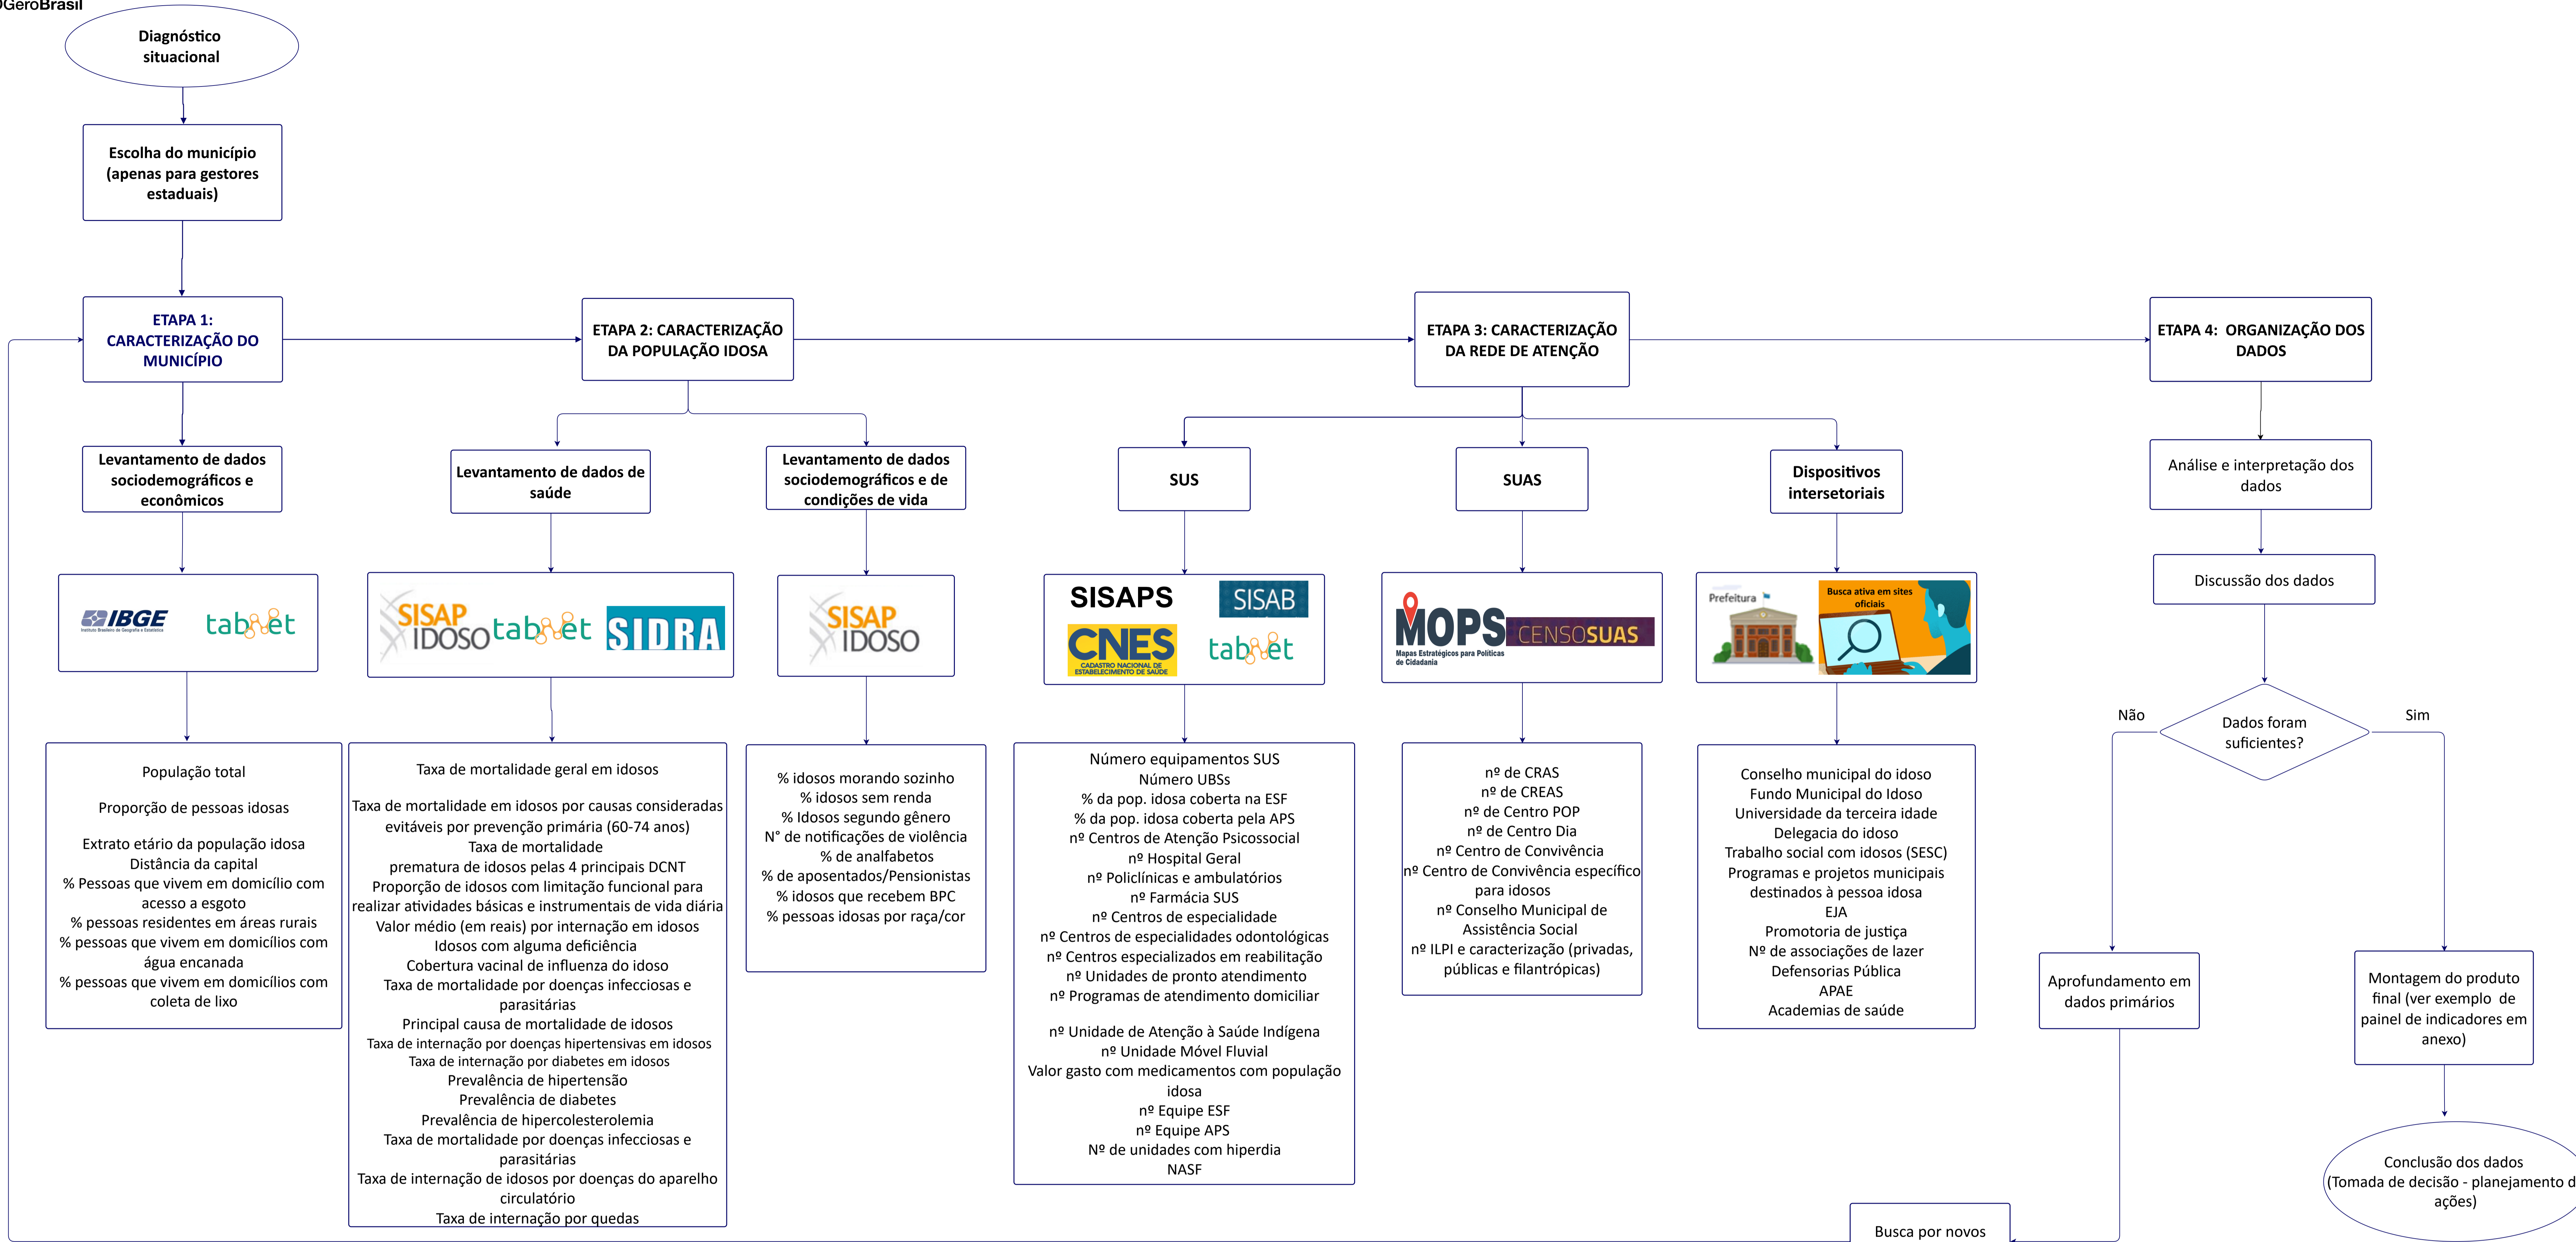 GeroBrasil
Diagnóstico
situacional
Escolha do município
(apenas para gestores
estaduais)
ETAPA 1:
CARACTERIZAÇÃO DO
MUNICÍPIO
ETAPA 2: CARACTERIZAÇÃO
DA POPULAÇÃO IDOSA
ETAPA 3: CARACTERIZAÇÃO
DA REDE DE ATENÇÃO
ETAPA 4: ORGANIZAÇÃO DOS
DADOS
Levantamento de dados
sociodemográficos e
econômicos
Levantamento de dados de
saúde
Levantamento de dados
sociodemográficos e de
condições de vida
SUS
SUAS
Dispositivos
intersetoriais
Análise e interpretação dos
dados
Discussão dos dados
IBGE
Instituto Brasileiro de Geografia e Estatística
tabnet
SISAP
IDOSO
tabnet
SIDRA
SISAP
IDOSO
SISAPS
SISAB
CNES
CADASTRO NACIONAL DE
ESTABELECIMENTO DE SAÚDE
tabnet
MOPS
Mapas Estratégicos para Políticas
de Cidadania
CENSOSUAS
Prefeitura
Busca ativa em sites
oficiais
População total
Proporção de pessoas idosas
Extrato etário da população idosa
Distância da capital
% Pessoas que vivem em domicílio com
acesso a esgoto
% pessoas residentes em áreas rurais
% pessoas que vivem em domicílios com
água encanada
% pessoas que vivem em domicílios com
coleta de lixo
Taxa de mortalidade geral em idosos
Taxa de mortalidade em idosos por causas consideradas
evitáveis por prevenção primária (60-74 anos)
Taxa de mortalidade
prematura de idosos pelas 4 principais DCNT
Proporção de idosos com limitação funcional para
realizar atividades básicas e instrumentais de vida diária
Valor médio (em reais) por internação em idosos
Idosos com alguma deficiência
Cobertura vacinal de influenza do idoso
Taxa de mortalidade por doenças infecciosas e
parasitárias
Principal causa de mortalidade de idosos
Taxa de internação por doenças hipertensivas em idosos
Taxa de internação por diabetes em idosos
Prevalência de hipertensão
Prevalência de diabetes
Prevalência de hipercolesterolemia
Taxa de mortalidade por doenças infecciosas e
parasitárias
Taxa de internação de idosos por doenças do aparelho
circulatório
Taxa de internação por quedas
% idosos morando sozinho
% idosos sem renda
% Idosos segundo gênero
N° de notificações de violência
% de analfabetos
% de aposentados/Pensionistas
% idosos que recebem BPC
% pessoas idosas por raça/cor
Número equipamentos SUS
Número UBSs
% da pop. idosa coberta na ESF
% da pop. idosa coberta pela APS
nº Centros de Atenção Psicossocial
nº Hospital Geral
nº Policlínicas e ambulatórios
nº Farmácia SUS
nº Centros de especialidade
nº Centros de especialidades odontológicas
nº Centros especializados em reabilitação
nº Unidades de pronto atendimento
nº Programas de atendimento domiciliar
nº Unidade de Atenção à Saúde Indígena
nº Unidade Móvel Fluvial
Valor gasto com medicamentos com população
idosa
nº Equipe ESF
nº Equipe APS
Nº de unidades com hiperdia
NASF
nº de CRAS
nº de CREAS
nº de Centro POP
nº de Centro Dia
nº Centro de Convivência
nº Centro de Convivência específico
para idosos
nº Conselho Municipal de
Assistência Social
nº ILPI e caracterização (privadas,
públicas e filantrópicas)
Conselho municipal do idoso
Fundo Municipal do Idoso
Universidade da terceira idade
Delegacia do idoso
Trabalho social com idosos (SESC)
Programas e projetos municipais
destinados à pessoa idosa
EJA
Promotoria de justiça
Nº de associações de lazer
Defensorias Pública
APAE
Academias de saúde
Não
Dados foram
suficientes?
Sim
Aprofundamento em
dados primários
Montagem do produto
final (ver exemplo de
painel de indicadores em
anexo)
Conclusão dos dados
(Tomada de decisão - planejamento d
ações)
Busca por novos